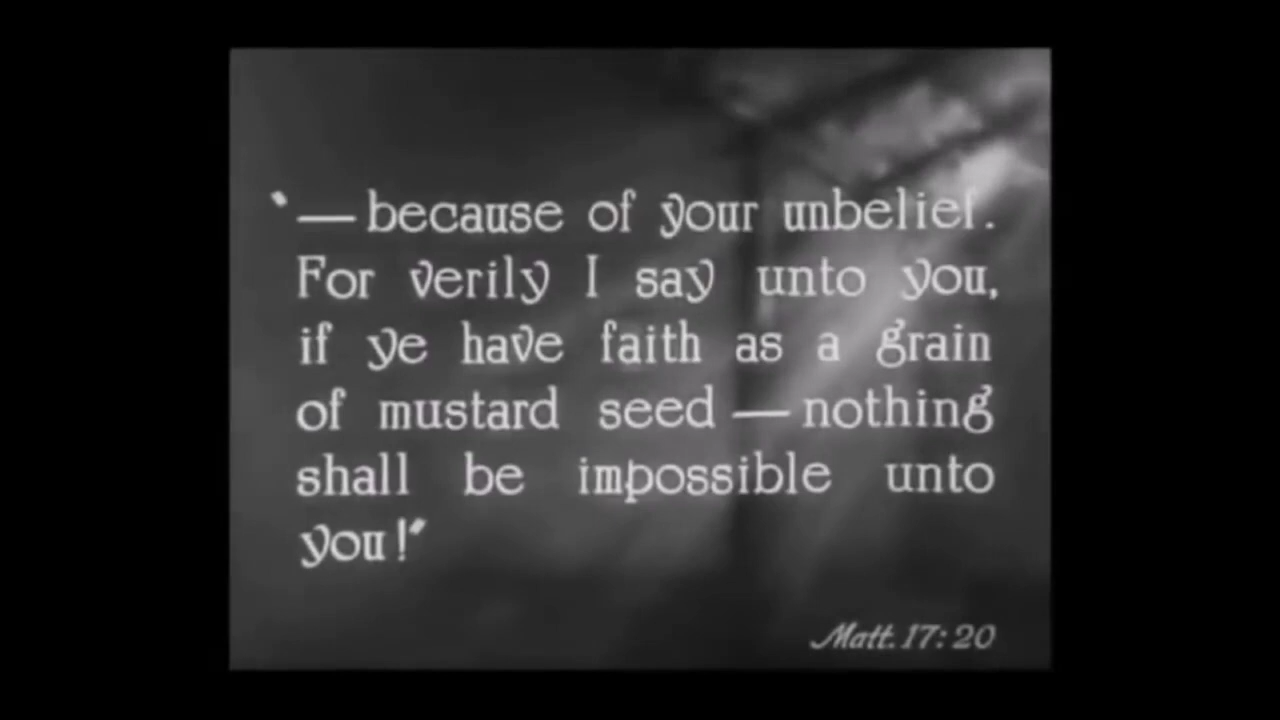 "—because of your unbelief.
For verily I say unto you,
if ye have faith as a grain
of mustard seed—nothing
shall be impossible unto
you!"
Matt. 17:20